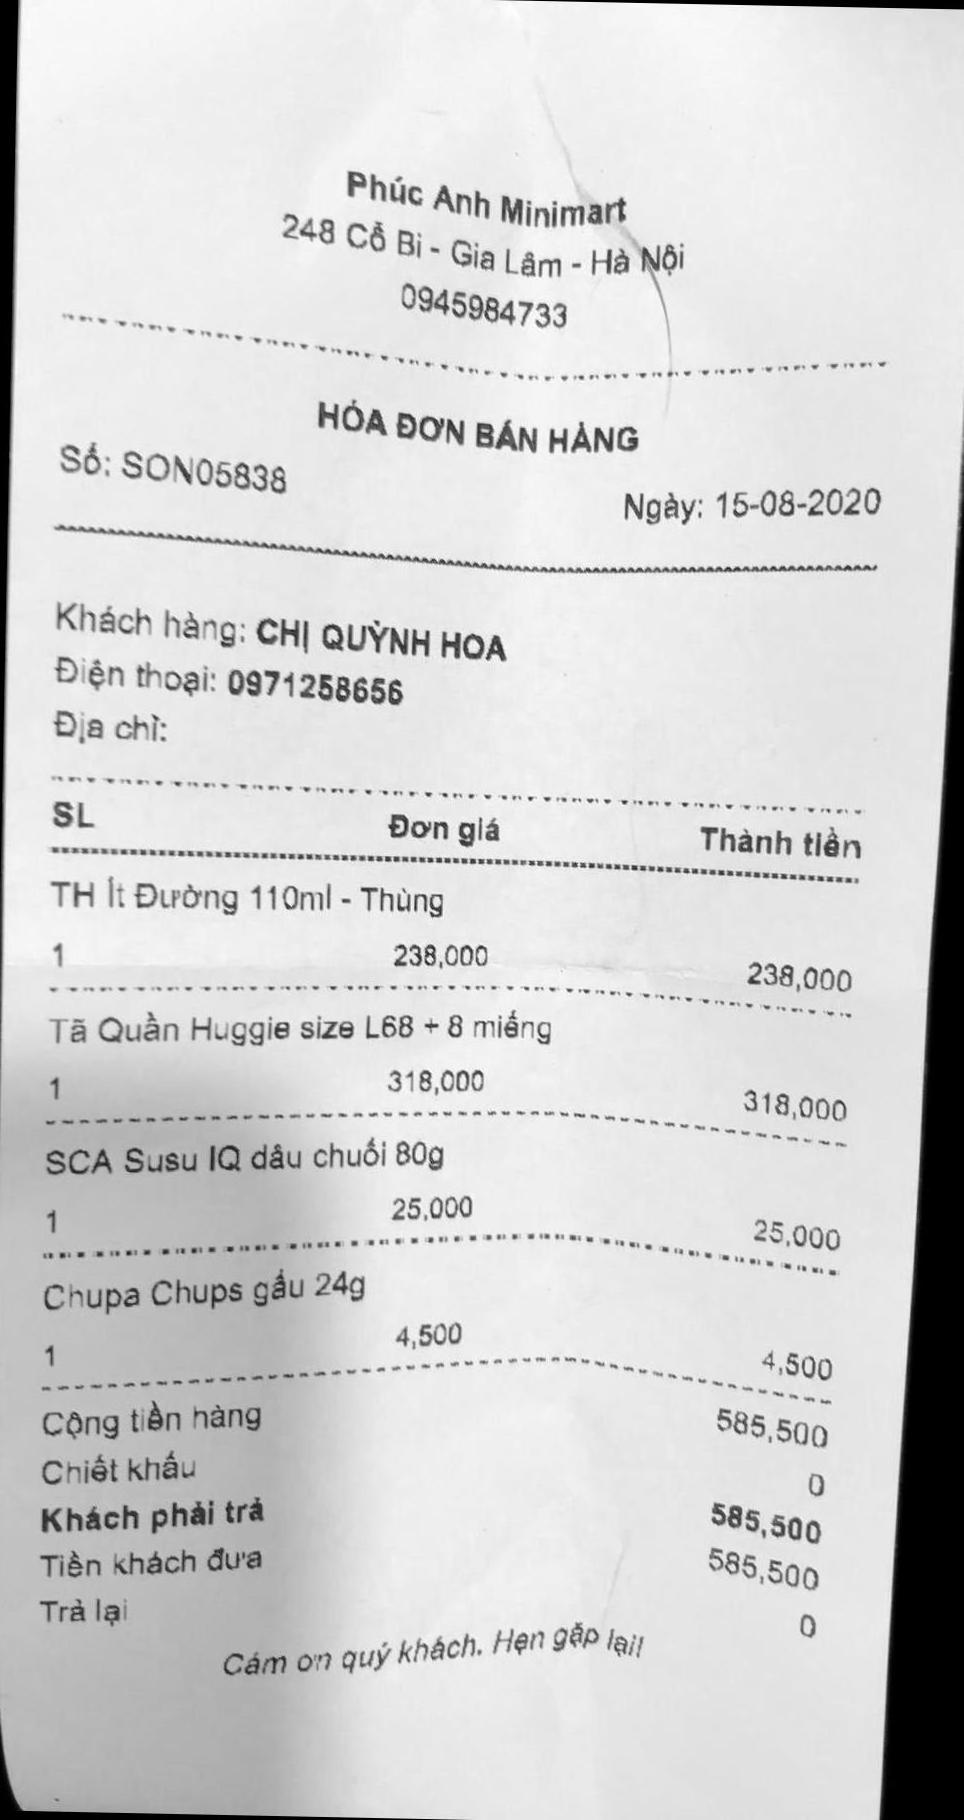 Phúc Anh Minimart
248 Cổ Bi - Gia Lâm - Hà Nội
0945984733
HÓA ĐƠN BÁN HÀNG
Số: SON05838
Ngày: 15-08-2020
Khách hàng: CHỊ QUỲNH HOA
Điện thoại: 0971258656
Địa chỉ:
SL Đơn giá Thành tiền
TH Ít Đường 110ml - Thùng
1 238,000 238,000
Tã Quần Huggie size L68 + 8 miếng
1 318,000 318,000
SCA Susu IQ dâu chuối 80g
1 25,000 25,000
Chupa Chups gấu 24g
1 4,500 4,500
Cộng tiền hàng 585,500
Chiết khấu 0
Khách phải trả 585,500
Tiền khách đưa 585,500
Trả lại 0
Cám ơn quý khách. Hẹn gặp lại!